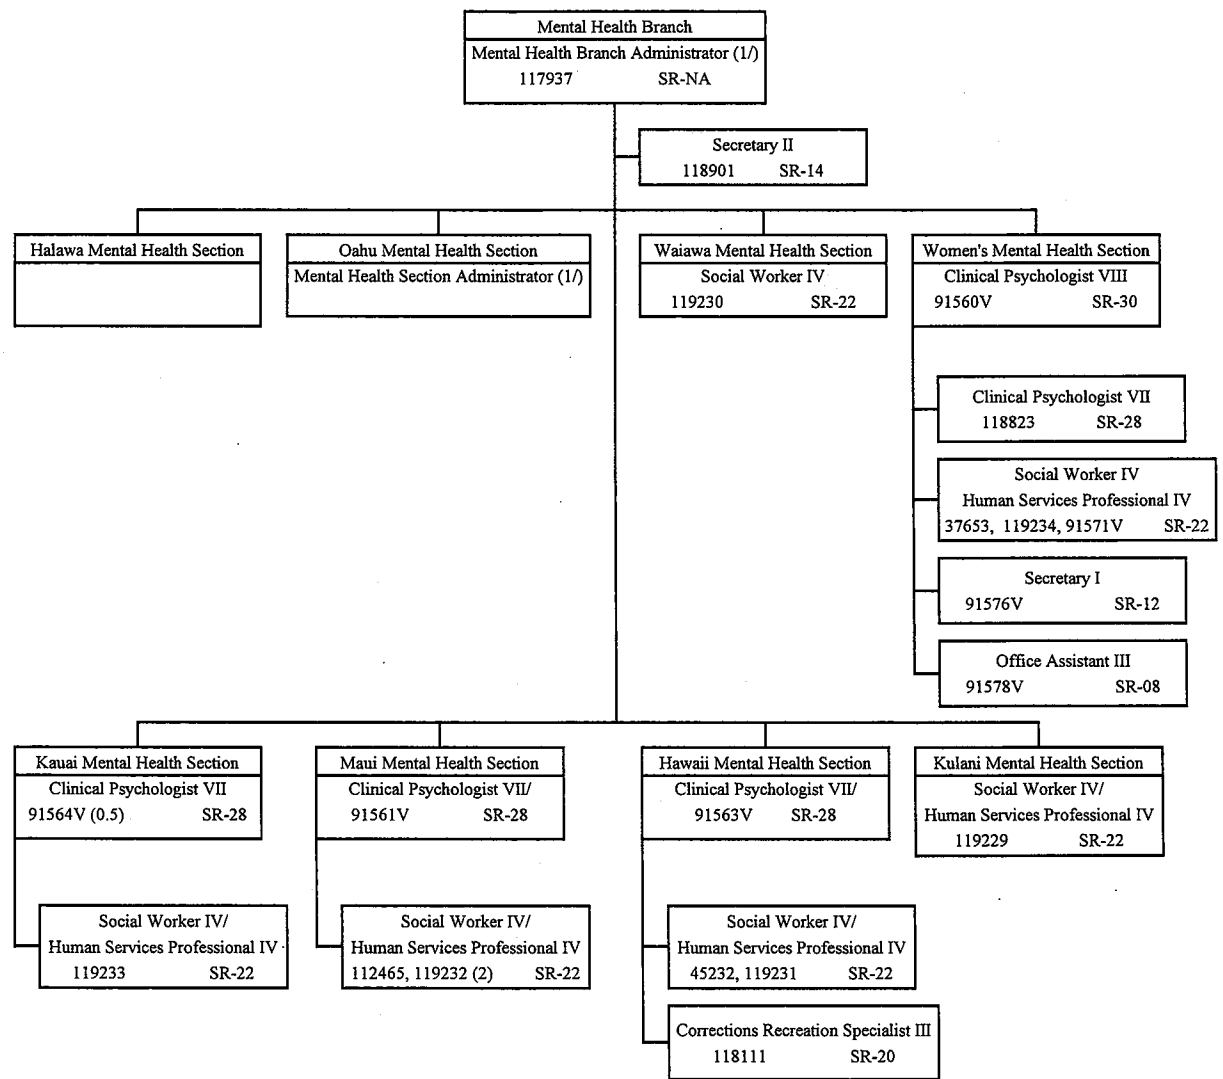 Mental Health Branch
Mental Health Branch Administrator (1/)
117937 SR-NA
Secretary II
118901 SR-14
Halawa Mental Health Section
Oahu Mental Health Section
Mental Health Section Administrator (1/)
Waiawa Mental Health Section
Social Worker IV
119230 SR-22
Women's Mental Health Section
Clinical Psychologist VIII
91560V SR-30
Clinical Psychologist VII
118823 SR-28
Social Worker IV
Human Services Professional IV
37653, 119234, 91571V SR-22
Secretary I
91576V SR-12
Office Assistant III
91578V SR-08
Kauai Mental Health Section
Clinical Psychologist VII
91564V (0.5) SR-28
Social Worker IV/
Human Services Professional IV
119233 SR-22
Maui Mental Health Section
Clinical Psychologist VII/
91561V SR-28
Social Worker IV/
Human Services Professional IV
112465, 119232 (2) SR-22
Hawaii Mental Health Section
Clinical Psychologist VII/
91563V SR-28
Social Worker IV/
Human Services Professional IV
45232, 119231 SR-22
Corrections Recreation Specialist III
118111 SR-20
Kulani Mental Health Section
Social Worker IV/
Human Services Professional IV
119229 SR-22